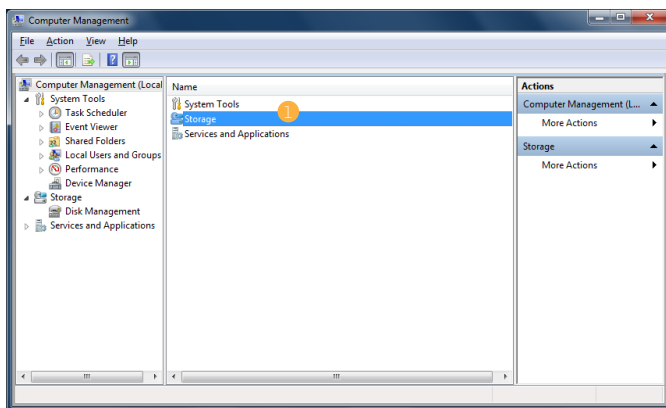 Computer Management
File Action View Help
Computer Management (Local
System Tools
Task Scheduler
Event Viewer
Shared Folders
Local Users and Groups
Performance
Device Manager
Storage
Disk Management
Services and Applications
Name
System Tools
Storage
1
Services and Applications
Actions
Computer Management (L...
More Actions
Storage
More Actions